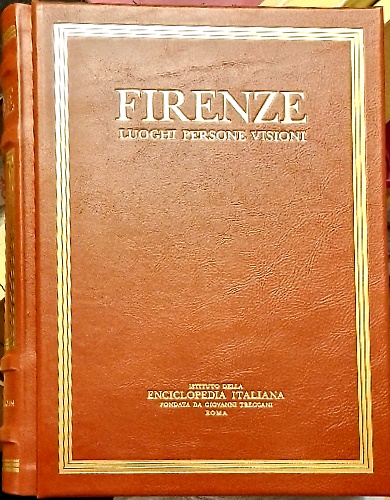 FIRENZE
LUOGHI PERSONE VISIONI
ISTITUTO DELLA
ENCICLOPEDIA ITALIANA
FONDATA DA GIOVANNI TRECCANI
ROMA